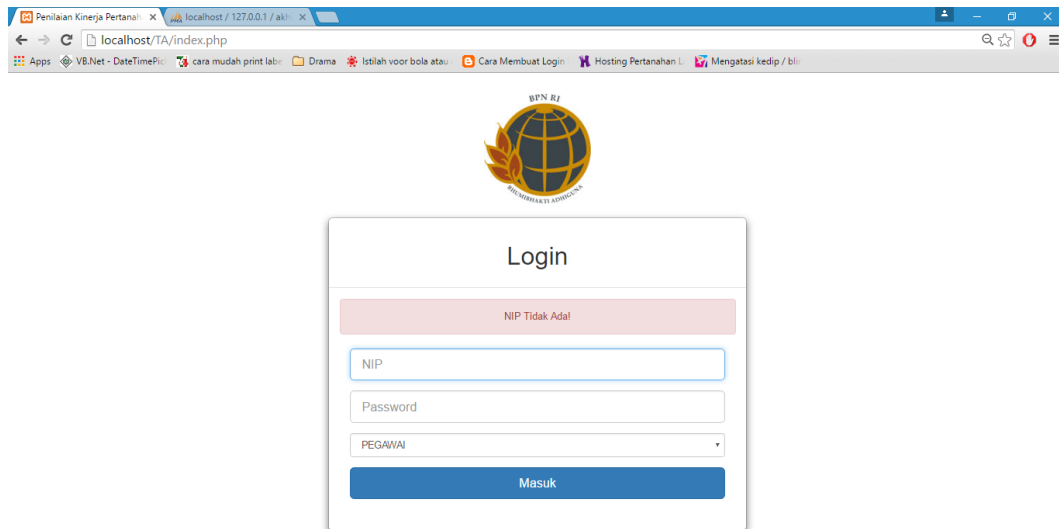 Penilaian Kinerja Pertanah
localhost / 127.0.0.1 / akh
localhost/TA/index.php
Apps
VB.Net - DateTimePic
cara mudah print labe
Drama
Istilah voor bola atau
Cara Membuat Login
Hosting Pertanahan L
Mengatasi kedip / bli
BPN RI
BHUMIBHAKTI ADHIGUNA
Login
NIP Tidak Ada!
NIP
Password
PEGAWAI
Masuk